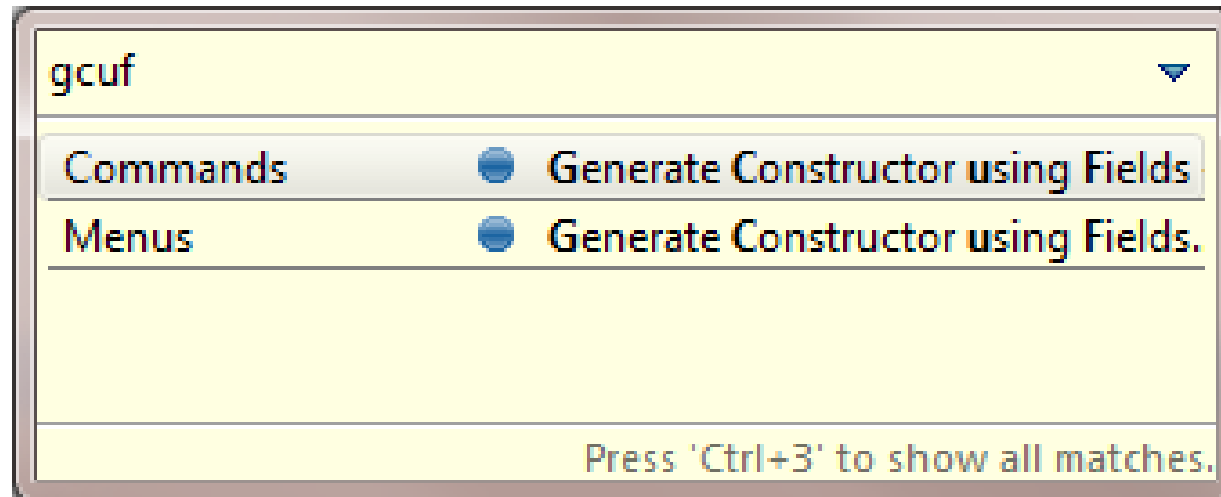 gcuf
Commands Generate Constructor using Fields
Menus Generate Constructor using Fields.
Press 'Ctrl+3' to show all matches.